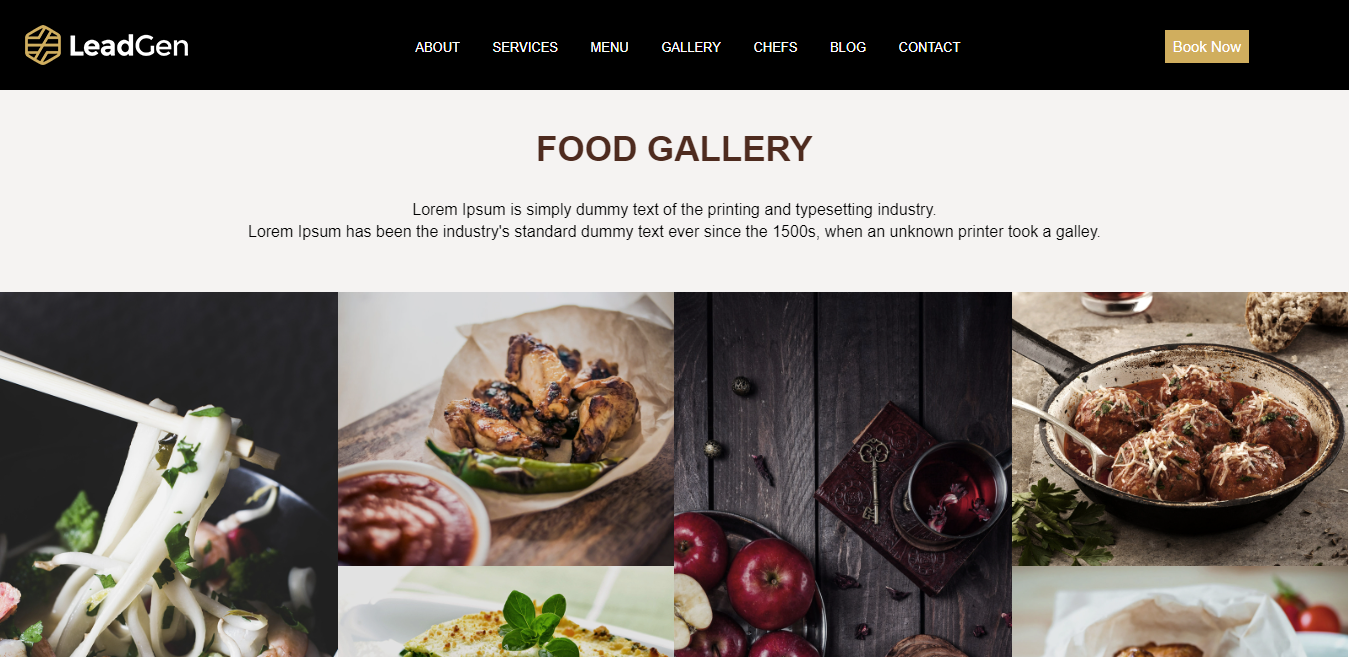 LeadGen
ABOUT SERVICES MENU GALLERY CHEFS BLOG CONTACT
Book Now
FOOD GALLERY
Lorem Ipsum is simply dummy text of the printing and typesetting industry.
Lorem Ipsum has been the industry's standard dummy text ever since the 1500s, when an unknown printer took a galley.